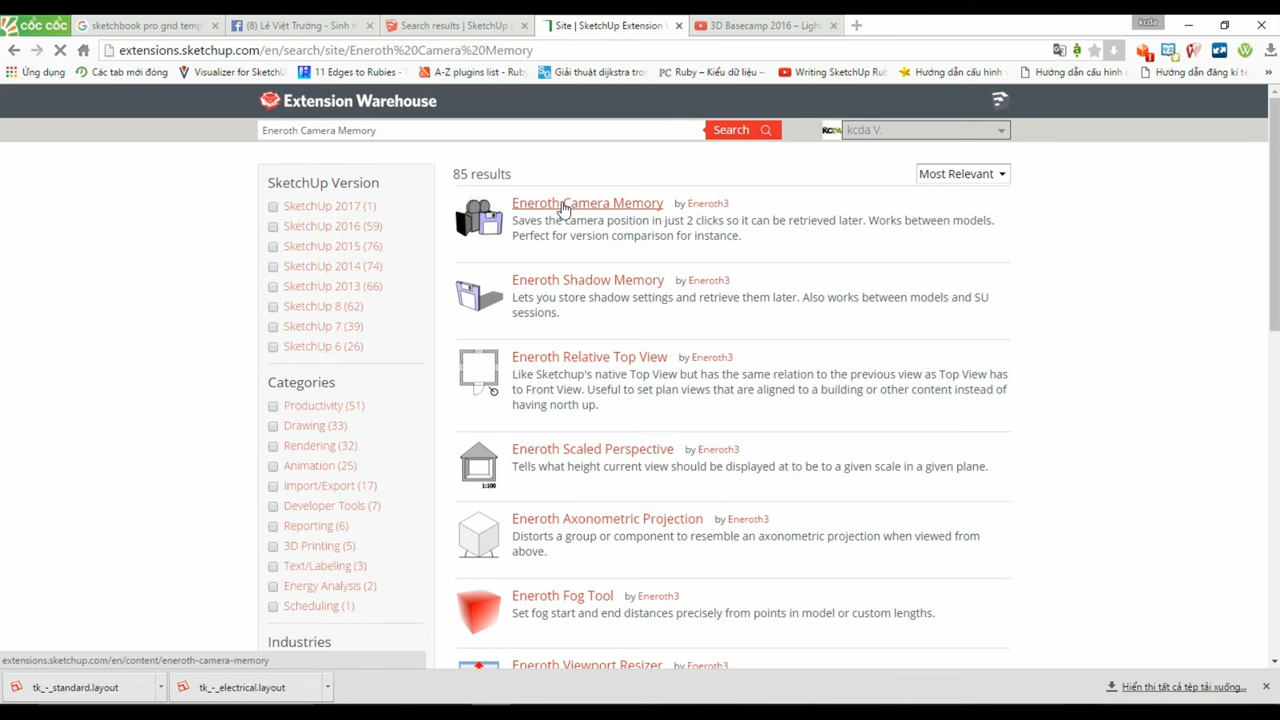 cốc cốc
sketchbook pro grid temp
(8) Lê Việt Trường - Sinh n
Search results | SketchUp
Site | SketchUp Extension
3D Basecamp 2016 – Light
kcda
extensions.sketchup.com/en/search/site/Eneroth%20Camera%20Memory
Ứng dụng
Các tab mới đóng
Visualizer for SketchU
11 Edges to Rubies -
A-Z plugins list - Ruby
Giải thuật dijkstra tro
PC Ruby – Kiểu dữ liệu
Writing SketchUp Rub
Hướng dẫn cấu hình
Hướng dẫn cấu hình
Hướng dẫn đăng kí tê
»
Extension Warehouse
Eneroth Camera Memory
Search
KCDA
kcda V.
SketchUp Version
SketchUp 2017 (1)
SketchUp 2016 (59)
SketchUp 2015 (76)
SketchUp 2014 (74)
SketchUp 2013 (66)
SketchUp 8 (62)
SketchUp 7 (39)
SketchUp 6 (26)
Categories
Productivity (51)
Drawing (33)
Rendering (32)
Animation (25)
Import/Export (17)
Developer Tools (7)
Reporting (6)
3D Printing (5)
Text/Labeling (3)
Energy Analysis (2)
Scheduling (1)
Industries
85 results
Most Relevant
Eneroth Camera Memory by Eneroth3
Saves the camera position in just 2 clicks so it can be retrieved later. Works between models.
Perfect for version comparison for instance.
Eneroth Shadow Memory by Eneroth3
Lets you store shadow settings and retrieve them later. Also works between models and SU
sessions.
Eneroth Relative Top View by Eneroth3
Like Sketchup's native Top View but has the same relation to the previous view as Top View has
to Front View. Useful to set plan views that are aligned to a building or other content instead of
having north up.
Eneroth Scaled Perspective by Eneroth3
Tells what height current view should be displayed at to be to a given scale in a given plane.
1:100
Eneroth Axonometric Projection by Eneroth3
Distorts a group or component to resemble an axonometric projection when viewed from
above.
Eneroth Fog Tool by Eneroth3
Set fog start and end distances precisely from points in model or custom lengths.
Eneroth Viewport Resizer by Eneroth3
extensions.sketchup.com/en/content/eneroth-camera-memory
tk_-_standard.layout
tk_-_electrical.layout
Hiển thị tất cả tệp tải xuống...